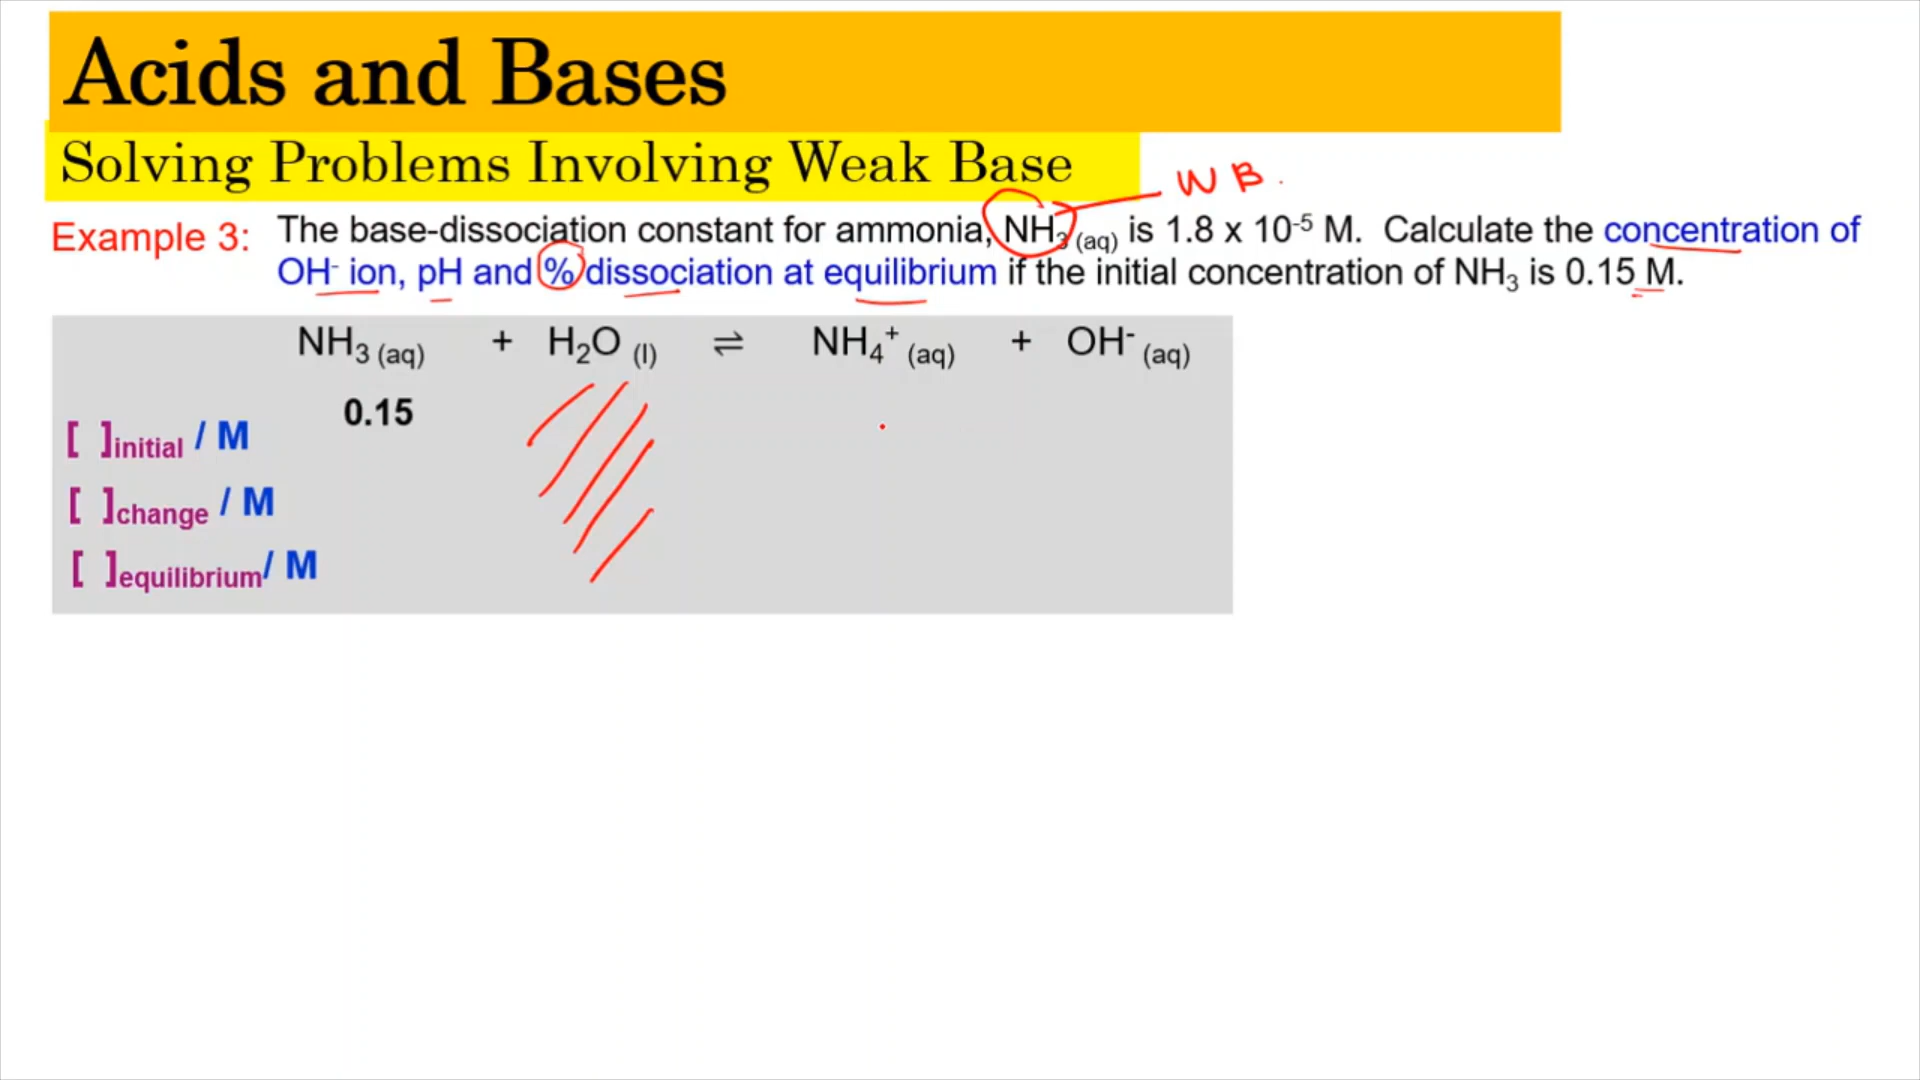 Acids and Bases
Solving Problems Involving Weak Base
W B.
Example 3: The base-dissociation constant for ammonia, NH₃ (aq) is 1.8 x 10⁻⁵ M. Calculate the concentration of
OH⁻ ion, pH and % dissociation at equilibrium if the initial concentration of NH₃ is 0.15 M.
NH₃ (aq) + H₂O (l) ⇌ NH₄⁺ (aq) + OH⁻ (aq)
0.15
[ ]initial / M
[ ]change / M
[ ]equilibrium/ M